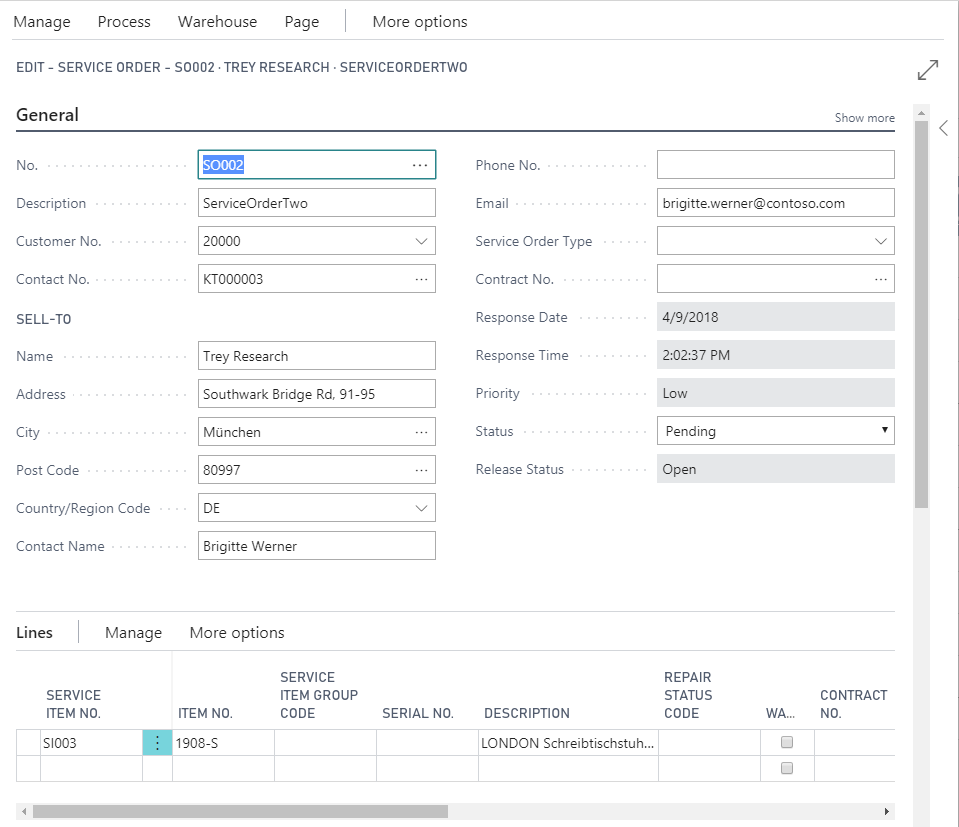 Manage Process Warehouse Page More options
EDIT - SERVICE ORDER - SO002 · TREY RESEARCH · SERVICEORDERTWO
General Show more
No. SO002 ... Phone No.
Description ServiceOrderTwo Email brigitte.werner@contoso.com
Customer No. 20000 Service Order Type
Contact No. KT000003 ... Contract No. ...
SELL-TO Response Date 4/9/2018
Name Trey Research Response Time 2:02:37 PM
Address Southwark Bridge Rd, 91-95 Priority Low
City München ... Status Pending
Post Code 80997 ... Release Status Open
Country/Region Code DE
Contact Name Brigitte Werner
Lines Manage More options
SERVICE REPAIR
SERVICE ITEM GROUP STATUS CONTRACT
ITEM NO. ITEM NO. CODE SERIAL NO. DESCRIPTION CODE WA... NO.
SI003 1908-S LONDON Schreibtischstuh...